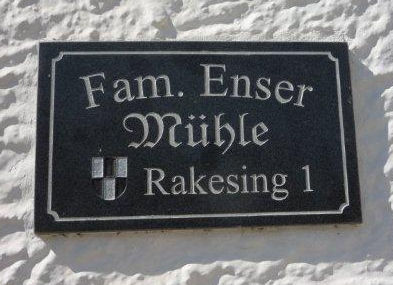 Fam. Enser
Mühle
Rakesing 1